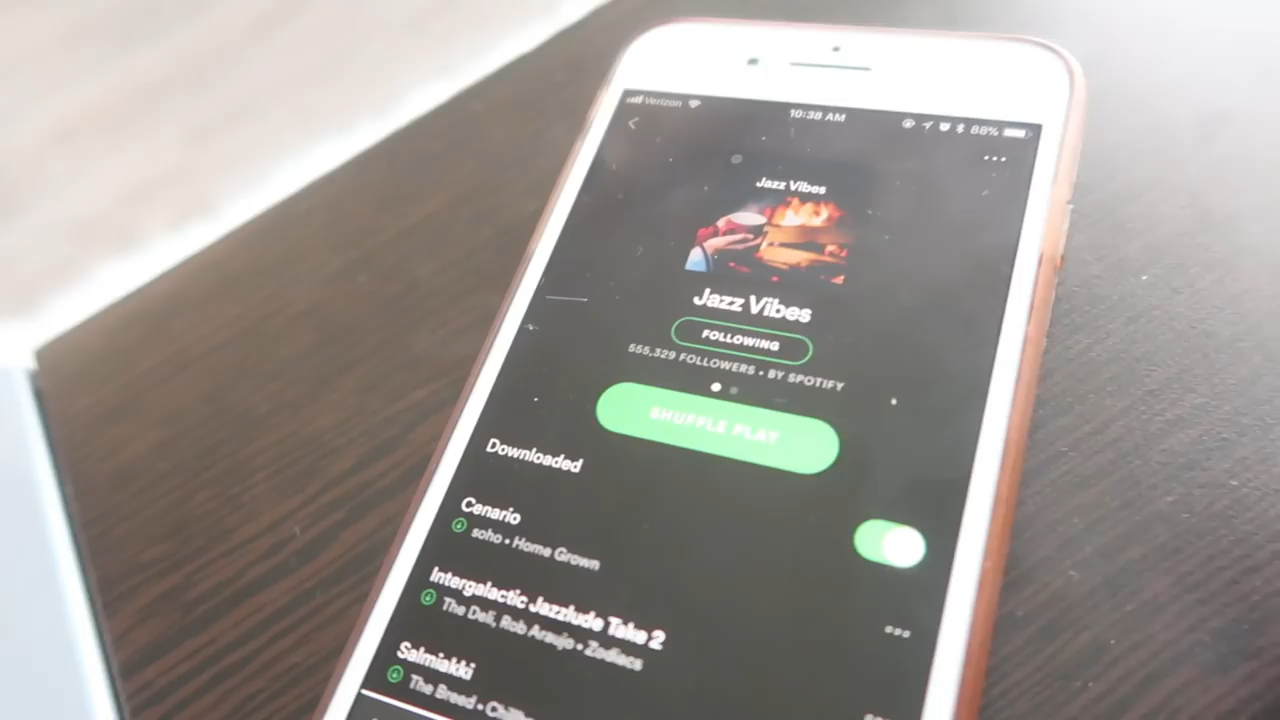 Verizon 10:38 AM 88%
Jazz Vibes
Jazz Vibes
FOLLOWING
555,329 FOLLOWERS • BY SPOTIFY
SHUFFLE PLAY
Downloaded
Cenario
soho • Home Grown
Intergalactic Jazzlude Take 2
The Deli, Rob Araujo • Zodiacs
Salmiakki
The Breed •